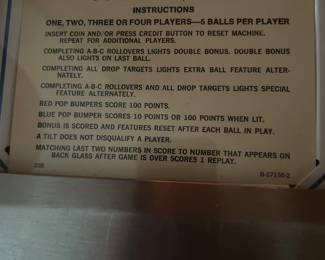 INSTRUCTIONS
ONE, TWO, THREE OR FOUR PLAYERS—5 BALLS PER PLAYER
INSERT COIN AND/OR PRESS CREDIT BUTTON TO RESET MACHINE.
REPEAT FOR ADDITIONAL PLAYERS.
COMPLETING A-B-C ROLLOVERS LIGHTS DOUBLE BONUS. DOUBLE BONUS
ALSO LIGHTS ON LAST BALL.
COMPLETING ALL DROP TARGETS LIGHTS EXTRA BALL FEATURE ALTER-
NATELY.
COMPLETING A-B-C ROLLOVERS AND ALL DROP TARGETS LIGHTS SPECIAL
FEATURE ALTERNATELY.
RED POP BUMPERS SCORE 100 POINTS.
BLUE POP BUMPER SCORES 10 POINTS OR 100 POINTS WHEN LIT.
BONUS IS SCORED AND FEATURES RESET AFTER EACH BALL IN PLAY.
A TILT DOES NOT DISQUALIFY A PLAYER.
MATCHING LAST TWO NUMBERS IN SCORE TO NUMBER THAT APPEARS ON
BACK GLASS AFTER GAME IS OVER SCORES 1 REPLAY.
B-17156-2